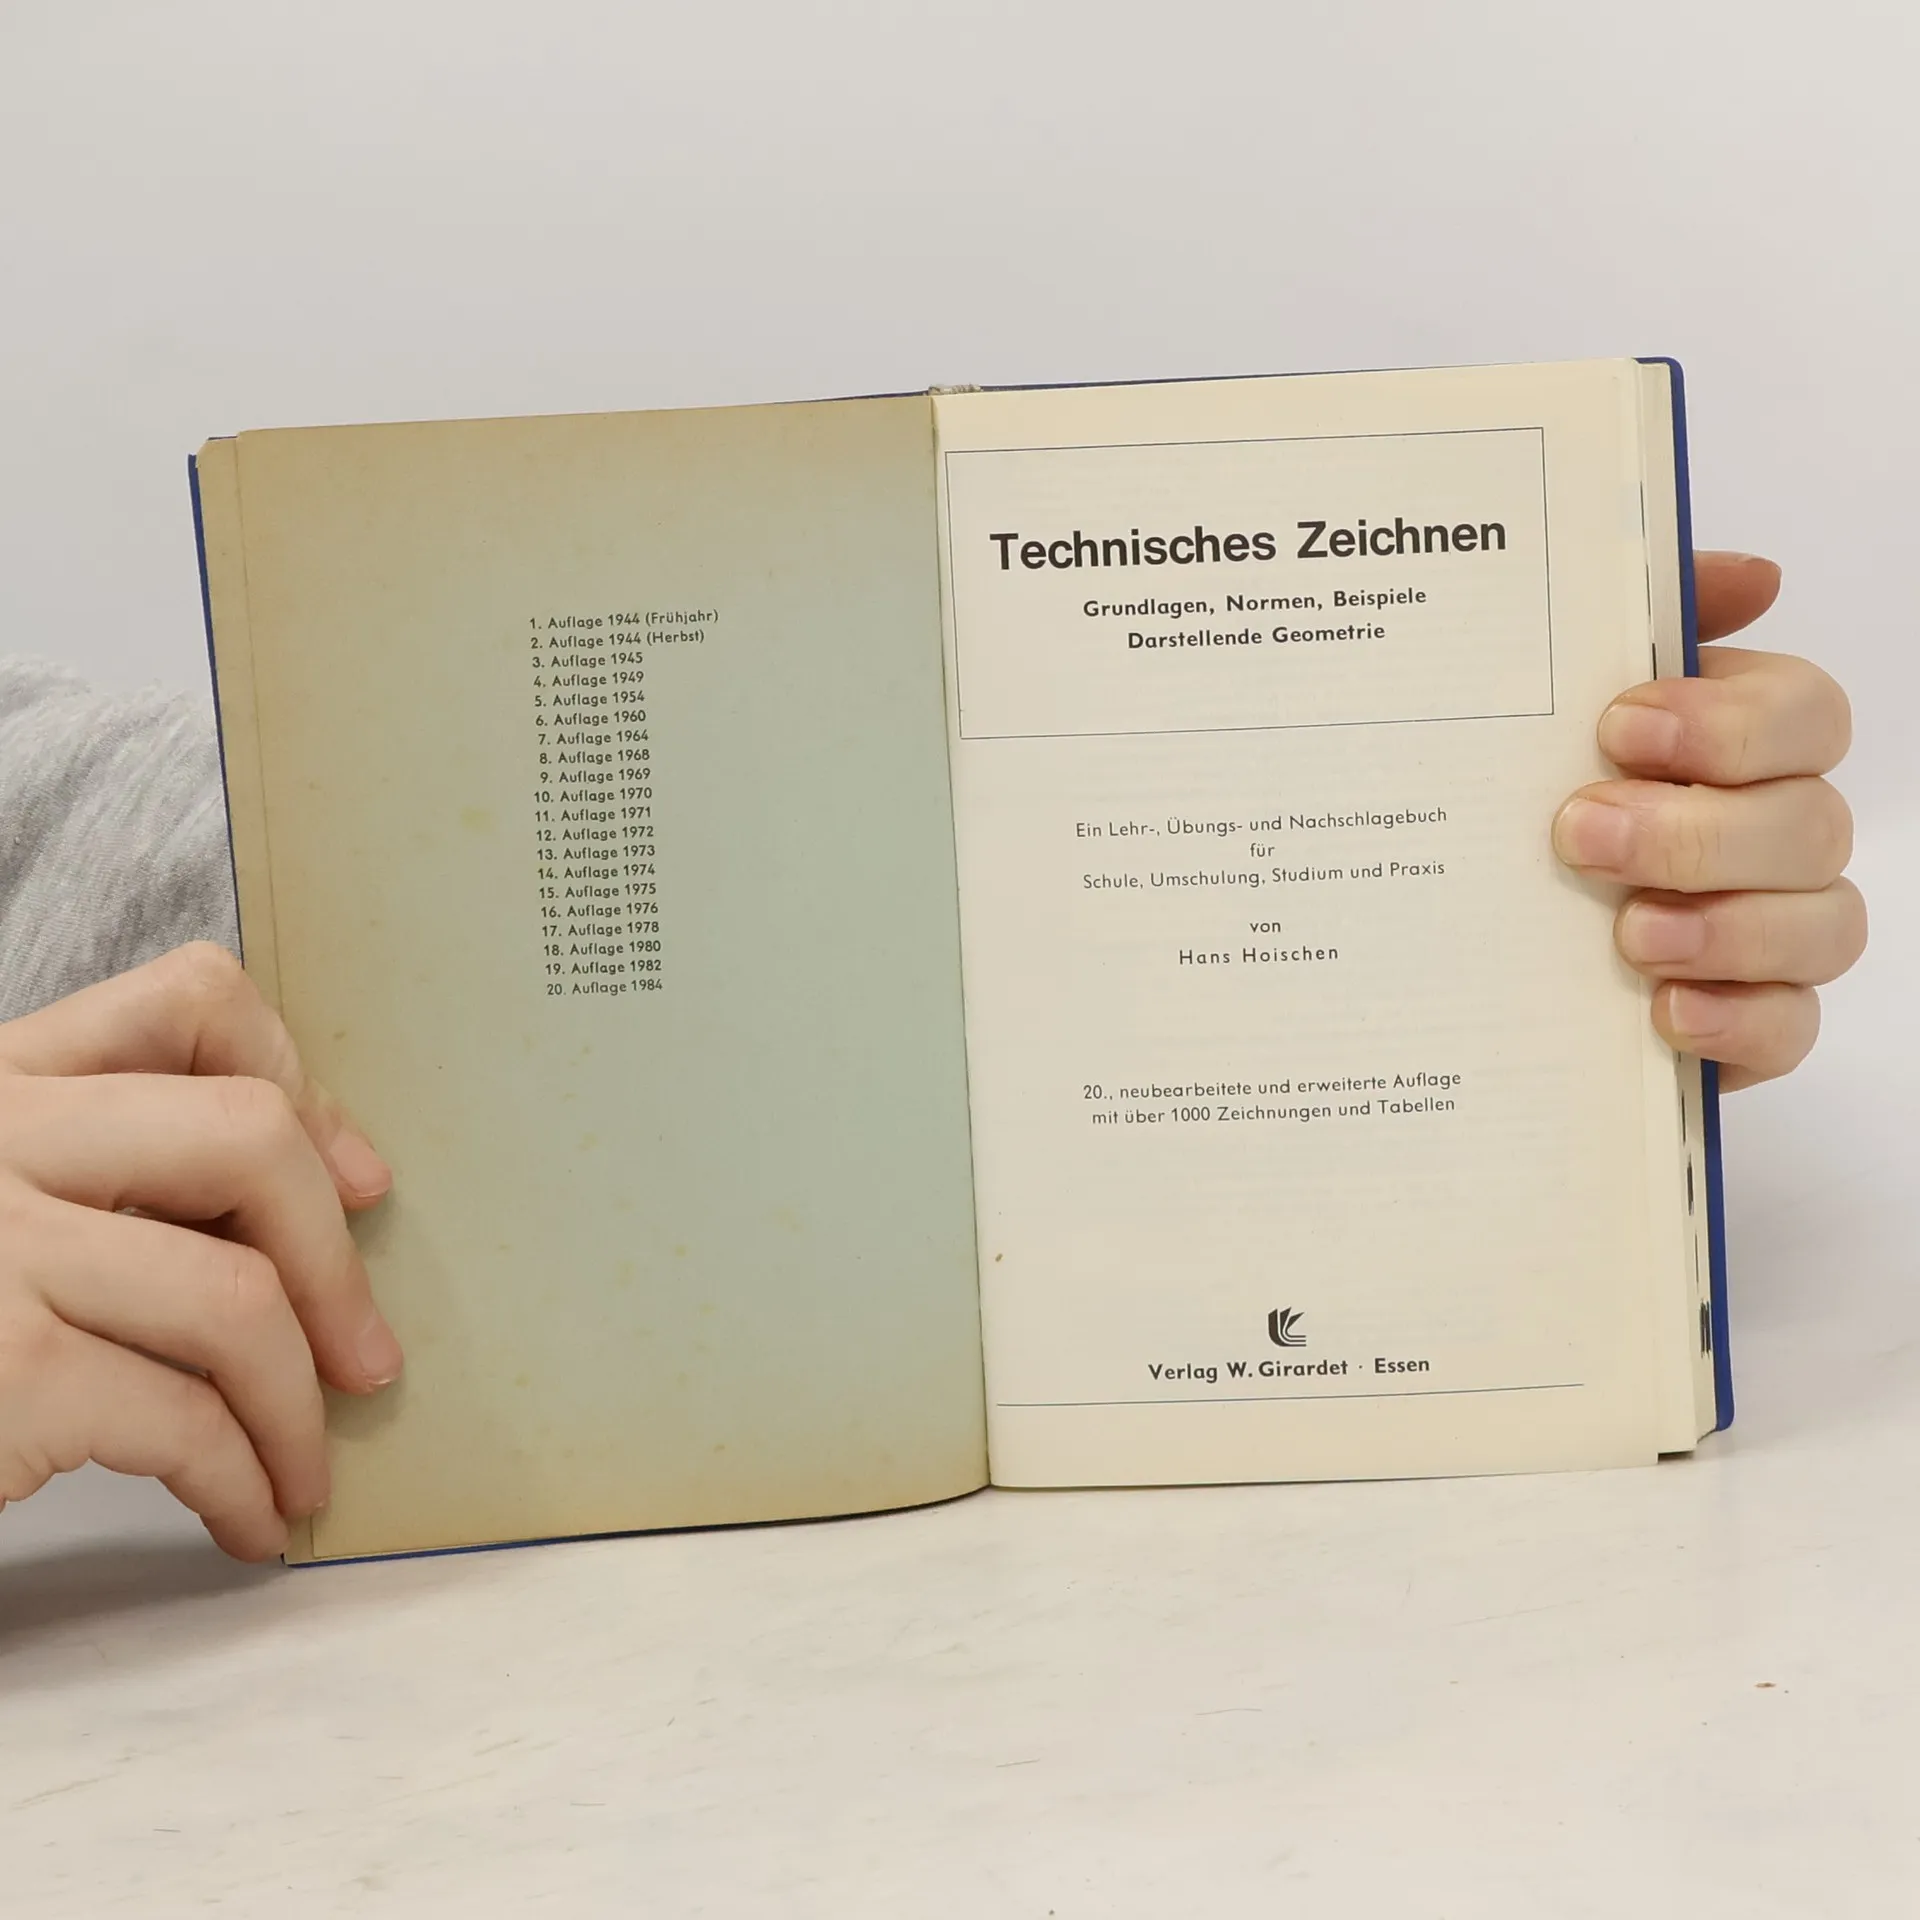 1. Auflage 1944 (Frühjahr)
2. Auflage 1944 (Herbst)
3. Auflage 1945
4. Auflage 1949
5. Auflage 1954
6. Auflage 1960
7. Auflage 1964
8. Auflage 1968
9. Auflage 1969
10. Auflage 1970
11. Auflage 1971
12. Auflage 1972
13. Auflage 1973
14. Auflage 1974
15. Auflage 1975
16. Auflage 1976
17. Auflage 1978
18. Auflage 1980
19. Auflage 1982
20. Auflage 1984
Technisches Zeichnen
Grundlagen, Normen, Beispiele
Darstellende Geometrie
Ein Lehr-, Übungs- und Nachschlagebuch
für
Schule, Umschulung, Studium und Praxis
von
Hans Hoischen
20., neubearbeitete und erweiterte Auflage
mit über 1000 Zeichnungen und Tabellen
Verlag W. Girardet · Essen